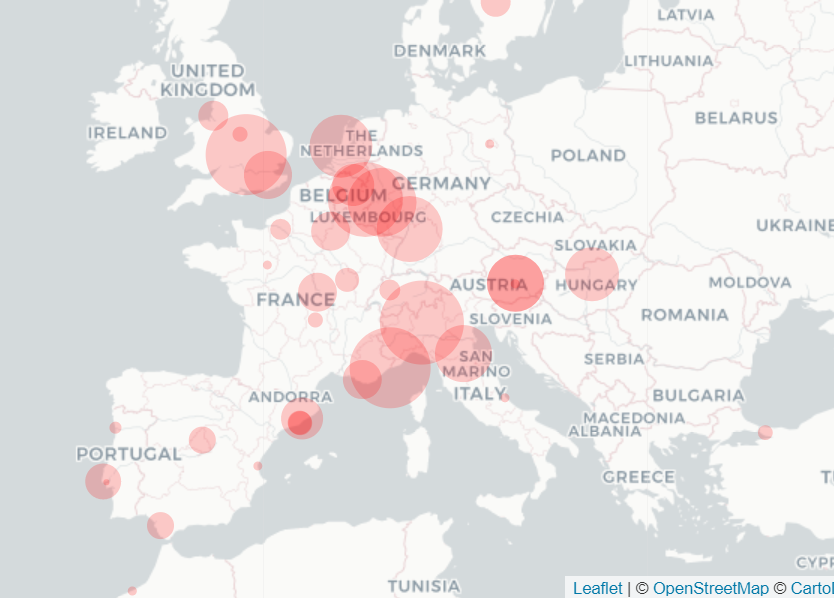 LATVIA
DENMARK
LITHUANIA
UNITED
KINGDOM
BELARUS
IRELAND
THE
NETHERLANDS
POLAND
GERMANY
BELGIUM
LUXEMBOURG
CZECHIA
UKRAINE
SLOVAKIA
AUSTRIA
HUNGARY
MOLDOVA
FRANCE
SLOVENIA
ROMANIA
SAN
MARINO
SERBIA
ANDORRA
ITALY
BULGARIA
MACEDONIA
ALBANIA
PORTUGAL
GREECE
T
CYPR
TUNISIA
Leaflet | © OpenStreetMap © Cartol